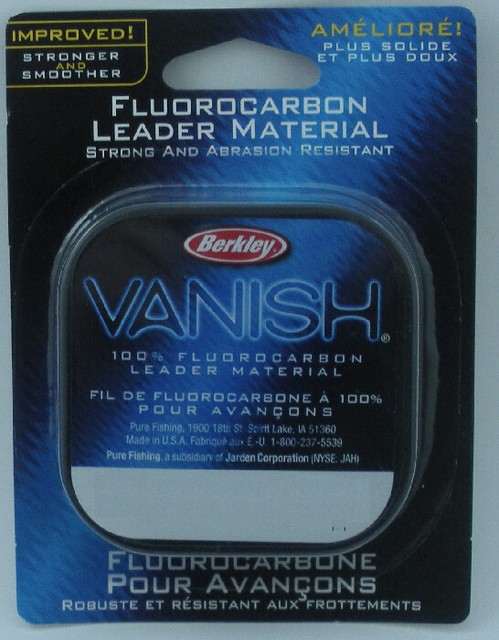 IMPROVED!
STRONGER
AND
SMOOTHER
AMÉLIORÉ!
PLUS SOLIDE
ET PLUS DOUX
FLUOROCARBON
LEADER MATERIAL
STRONG AND ABRASION RESISTANT
Berkley
VANISH®
100% FLUOROCARBON
LEADER MATERIAL
FIL DE FLUOROCARBONE À 100%
POUR AVANÇONS
Pure Fishing, 1900 18th St. Spirit Lake, IA 51360
Made in U.S.A. Fabriqué aux É.-U. 1-800-237-5539
Pure Fishing, a subsidiary of Jarden Corporation (NYSE: JAH)
FLUOROCARBONE
POUR AVANÇONS
ROBUSTE ET RÉSISTANT AUX FROTTEMENTS